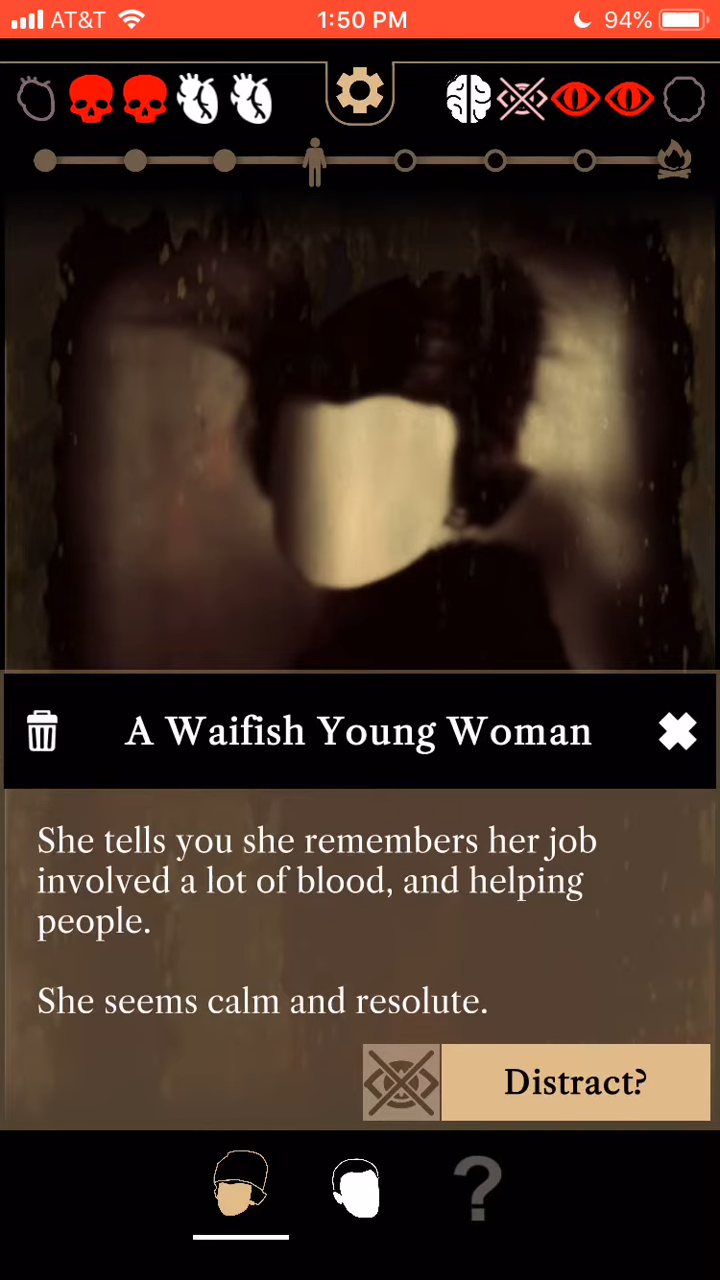 AT&T
1:50 PM
94%
A Waifish Young Woman
She tells you she remembers her job
involved a lot of blood, and helping
people.
She seems calm and resolute.
Distract?
?